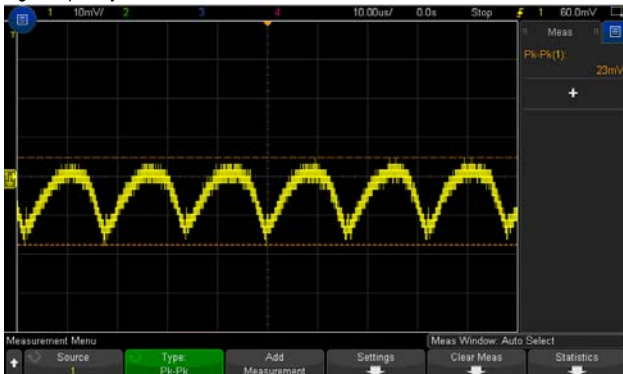 1 10mV/ 2 3 4 10.00us/ 0.0s Stop 1 60.0mV
Meas
Pk-Pk(1):
23mV
+
Measurement Menu
Meas Window: Auto Select
Source
1
Type:
Pk-Pk
Add
Measurement
Settings
Clear Meas
Statistics